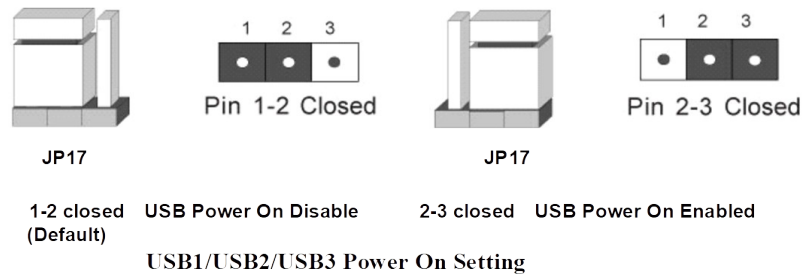 1 2 3
Pin 1-2 Closed
JP17
1-2 closed USB Power On Disable
(Default)
1 2 3
Pin 2-3 Closed
JP17
2-3 closed USB Power On Enabled
USB1/USB2/USB3 Power On Setting